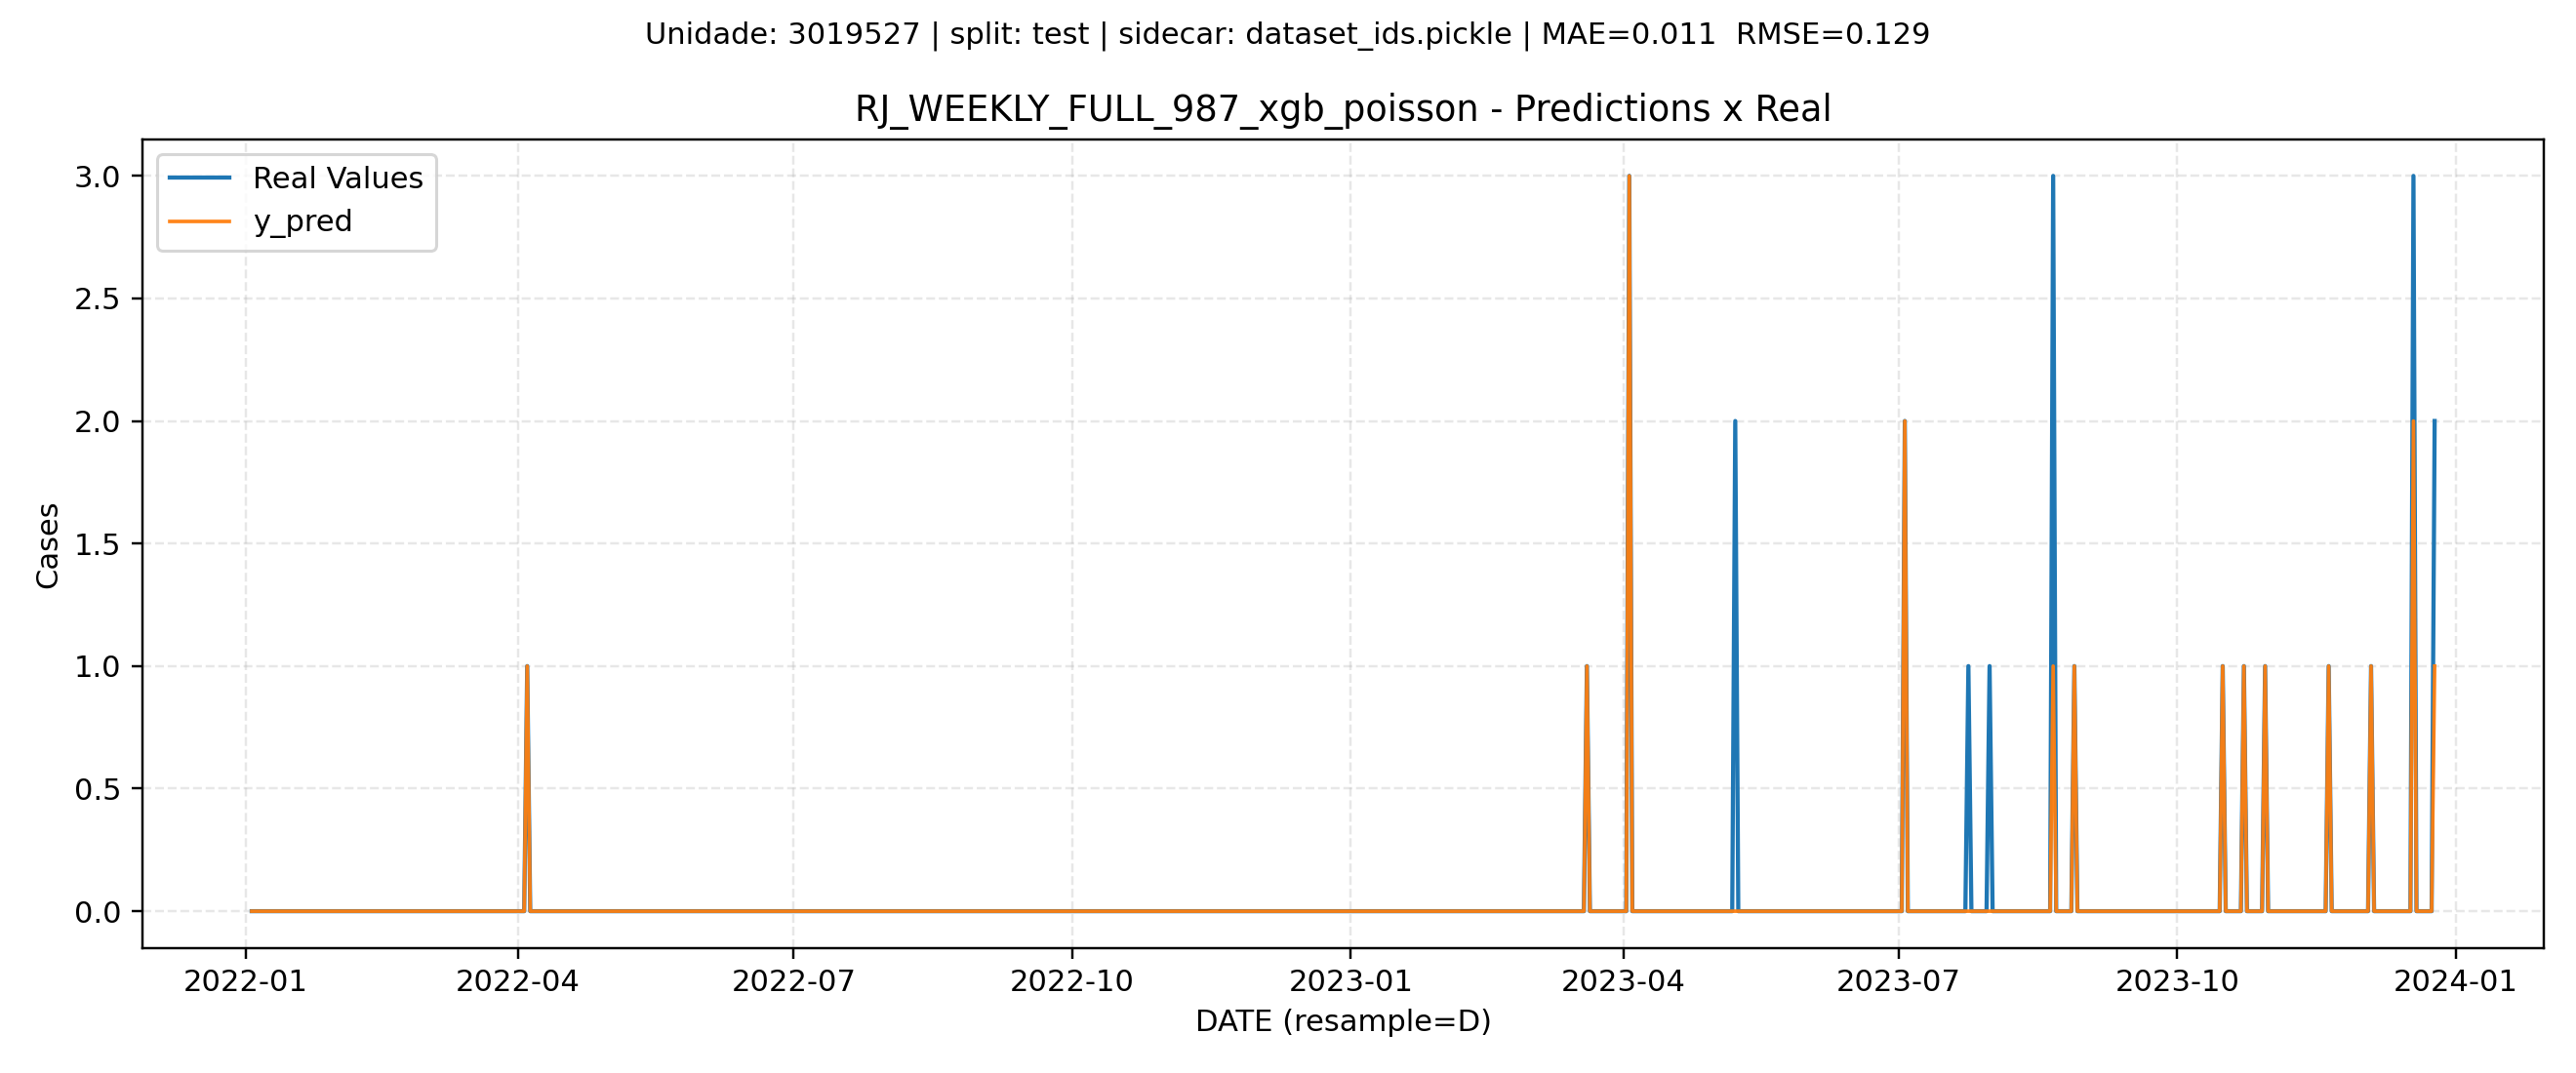 Unidade: 3019527 | split: test | sidecar: dataset_ids.pickle | MAE=0.011  RMSE=0.129
RJ_WEEKLY_FULL_987_xgb_poisson - Predictions x Real
Real Values
y_pred
3.0
2.5
2.0
1.5
1.0
0.5
0.0
Cases
2022-01
2022-04
2022-07
2022-10
2023-01
2023-04
2023-07
2023-10
2024-01
DATE (resample=D)